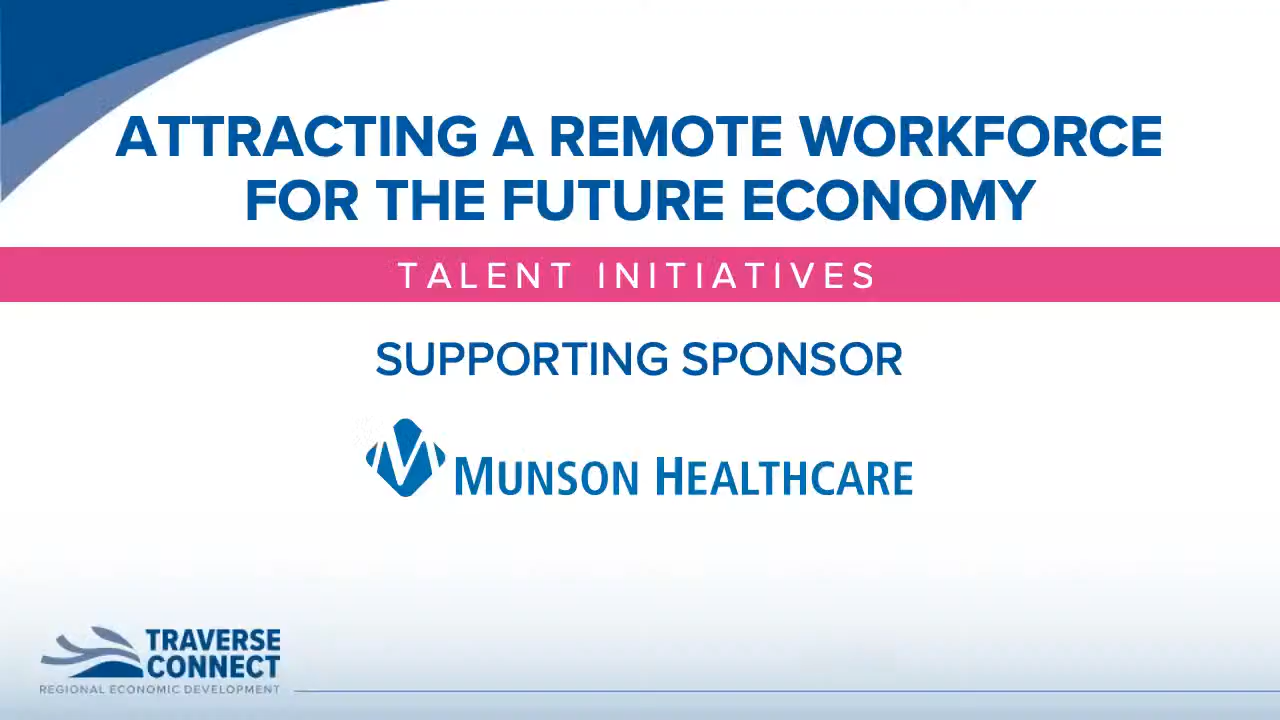 ATTRACTING A REMOTE WORKFORCE
FOR THE FUTURE ECONOMY
TALENT INITIATIVES
SUPPORTING SPONSOR
MUNSON HEALTHCARE
TRAVERSE
CONNECT
REGIONAL ECONOMIC DEVELOPMENT